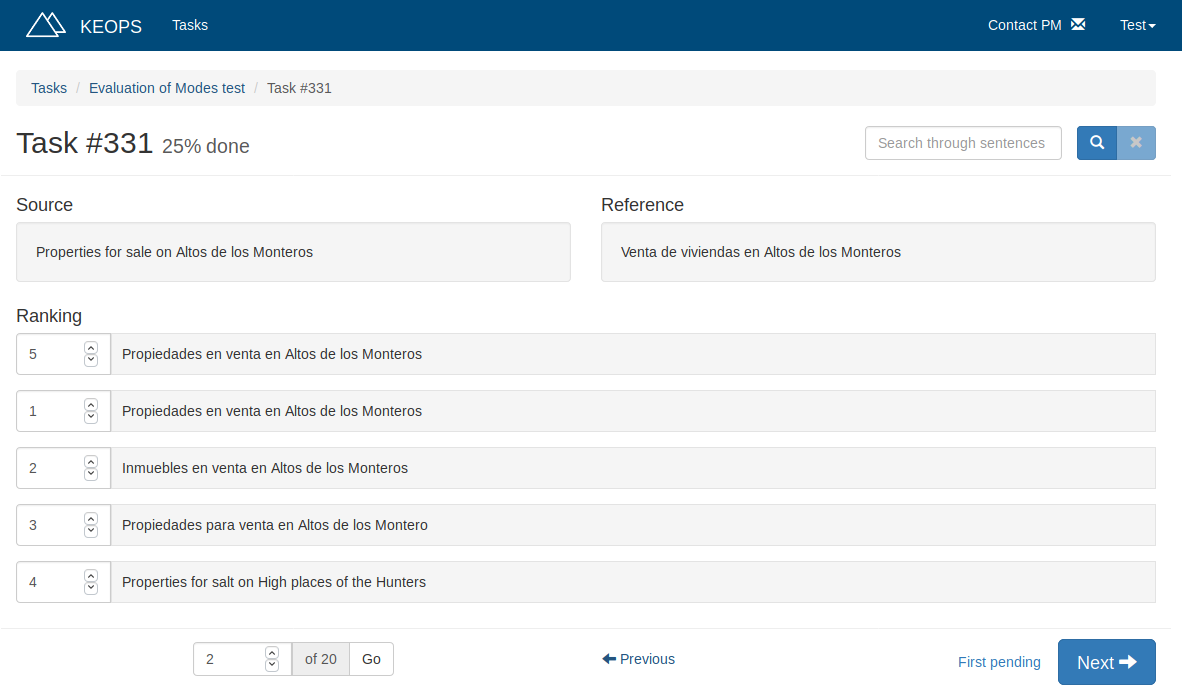 KEOPS Tasks Contact PM Test
Tasks / Evaluation of Modes test / Task #331
Task #331 25% done Search through sentences
Source Reference
Properties for sale on Altos de los Monteros Venta de viviendas en Altos de los Monteros
Ranking
5 Propiedades en venta en Altos de los Monteros
1 Propiedades en venta en Altos de los Monteros
2 Inmuebles en venta en Altos de los Monteros
3 Propiedades para venta en Altos de los Montero
4 Properties for salt on High places of the Hunters
2 of 20 Go Previous First pending Next